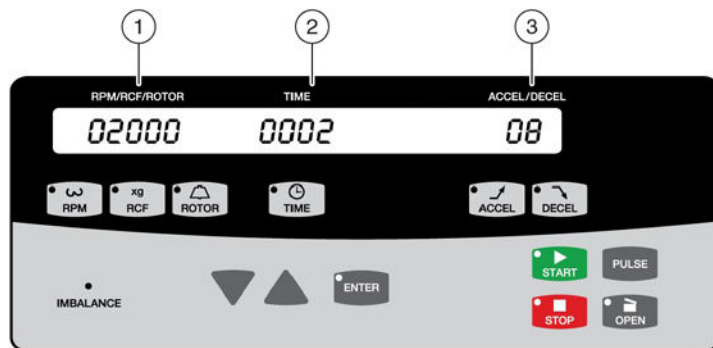 1 2 3
RPM/RCF/ROTOR TIME ACCEL/DECEL
02000 0002 08
RPM xg RCF ROTOR TIME ACCEL DECEL
START PULSE
ENTER
IMBALANCE
STOP OPEN